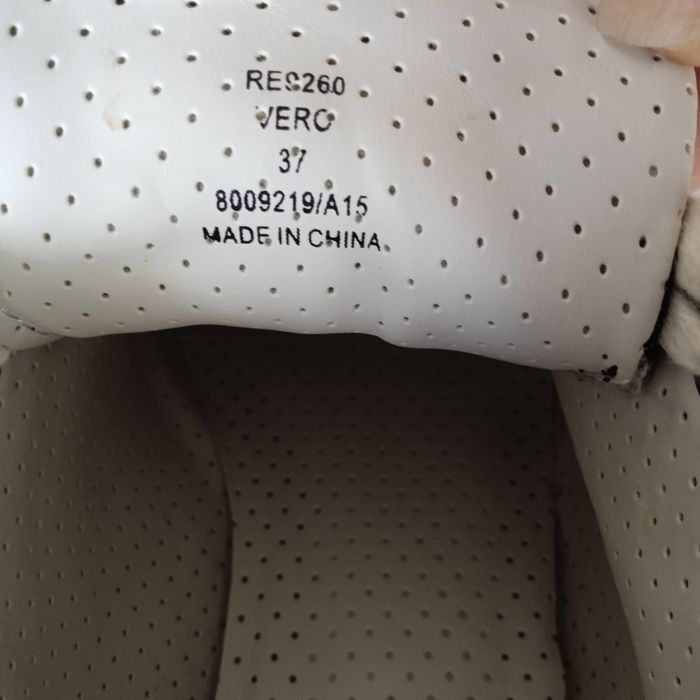 RES260
VERO
37
8009219/A15
MADE IN CHINA